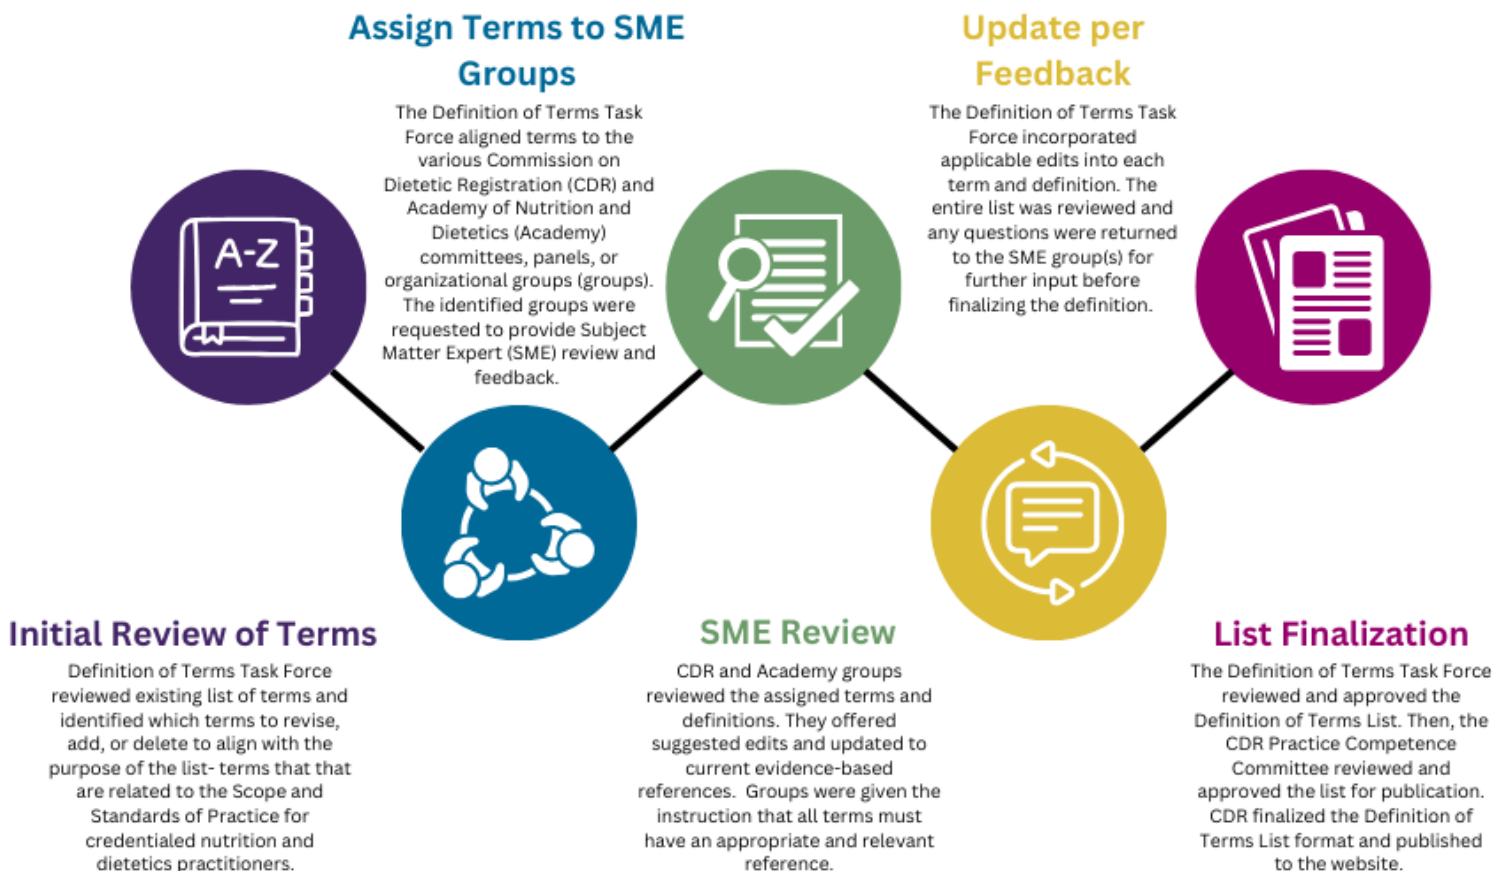 Initial Review of Terms
Definition of Terms Task Force
reviewed existing list of terms and
identified which terms to revise,
add, or delete to align with the
purpose of the list- terms that that
are related to the Scope and
Standards of Practice for
credentialed nutrition and
dietetics practitioners.
A-Z
Assign Terms to SME
Groups
The Definition of Terms Task
Force aligned terms to the
various Commission on
Dietetic Registration (CDR) and
Academy of Nutrition and
Dietetics (Academy)
committees, panels, or
organizational groups (groups).
The identified groups were
requested to provide Subject
Matter Expert (SME) review and
feedback.
SME Review
CDR and Academy groups
reviewed the assigned terms and
definitions. They offered
suggested edits and updated to
current evidence-based
references. Groups were given the
instruction that all terms must
have an appropriate and relevant
reference.
Update per
Feedback
The Definition of Terms Task
Force incorporated
applicable edits into each
term and definition. The
entire list was reviewed and
any questions were returned
to the SME group(s) for
further input before
finalizing the definition.
List Finalization
The Definition of Terms Task Force
reviewed and approved the
Definition of Terms List. Then, the
CDR Practice Competence
Committee reviewed and
approved the list for publication.
CDR finalized the Definition of
Terms List format and published
to the website.